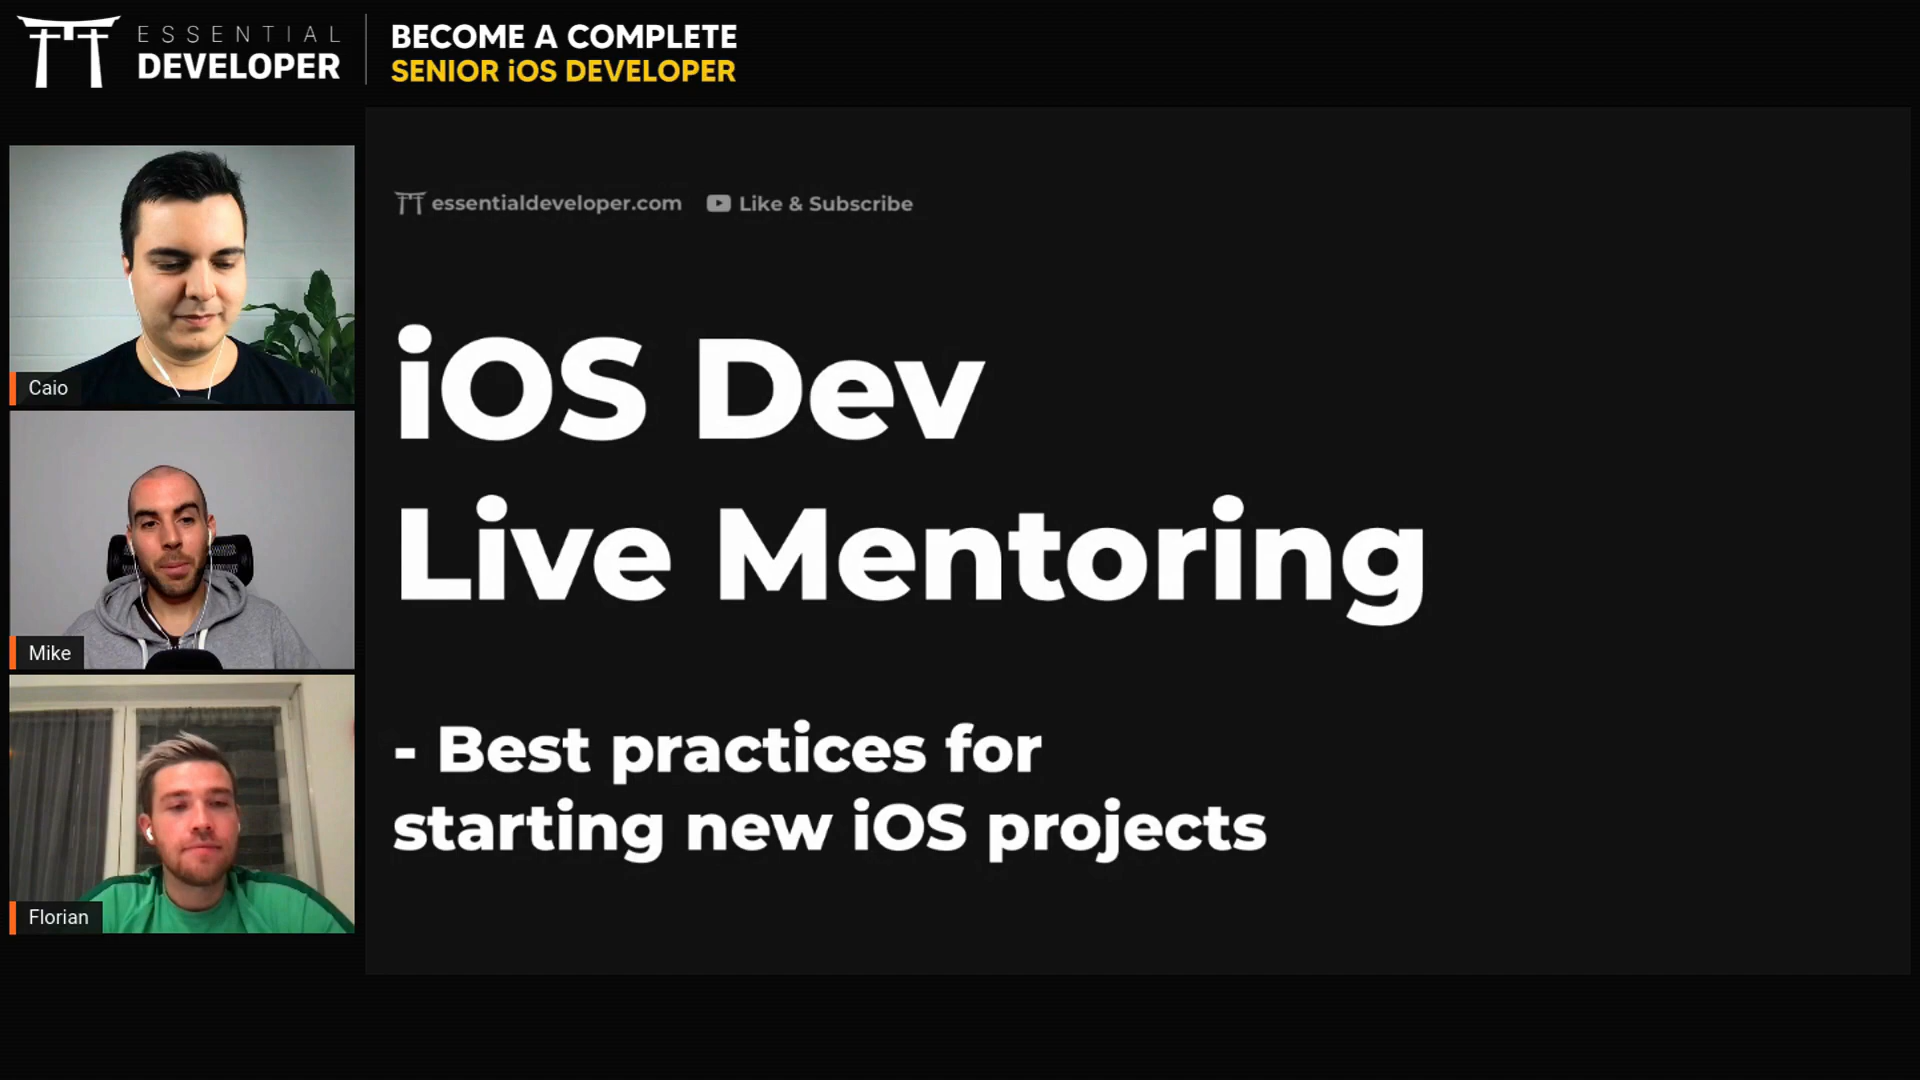 ESSENTIAL
DEVELOPER
BECOME A COMPLETE
SENIOR iOS DEVELOPER
essentialdeveloper.com Like & Subscribe
iOS Dev
Live Mentoring
- Best practices for
starting new iOS projects
Caio
Mike
Florian